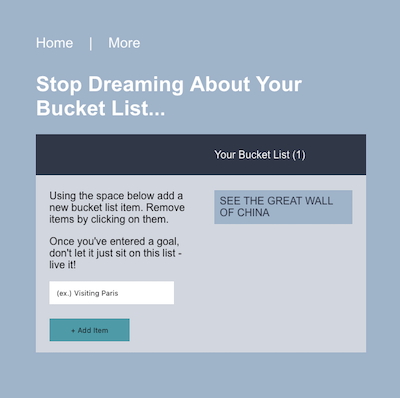 Home | More
Stop Dreaming About Your
Bucket List...
Your Bucket List (1)
Using the space below add a
new bucket list item. Remove
items by clicking on them.
Once you've entered a goal,
don't let it just sit on this list -
live it!
(ex.) Visiting Paris
+ Add Item
SEE THE GREAT WALL
OF CHINA